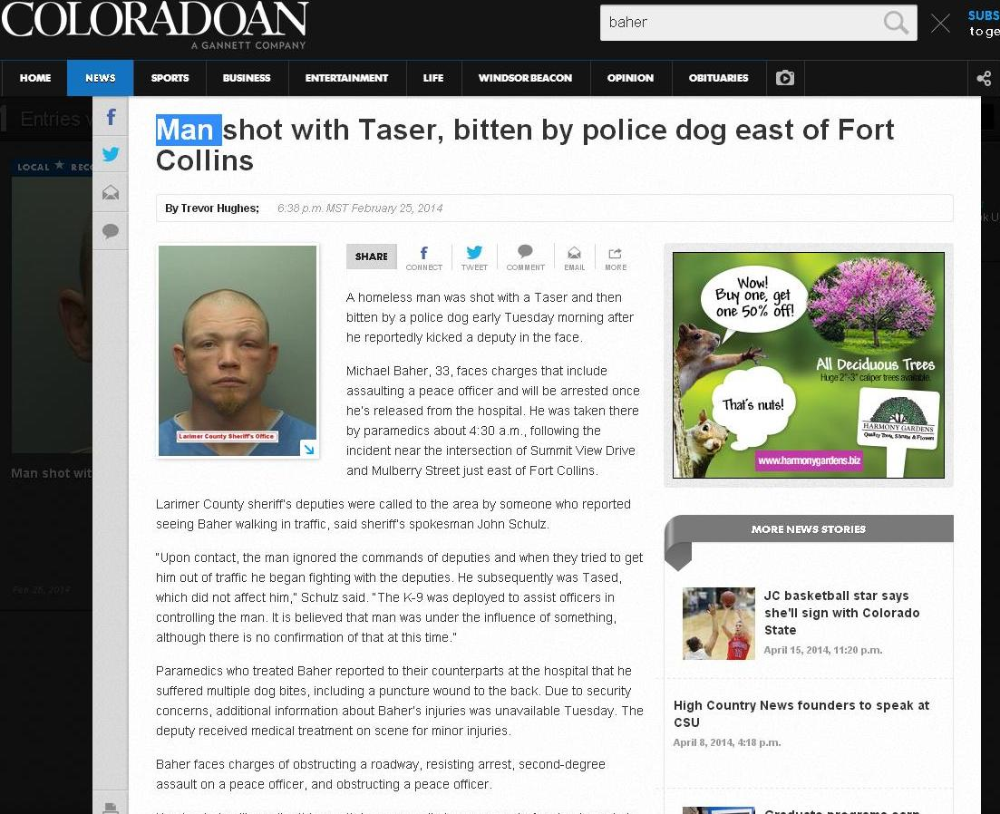 COLORADOAN
A GANNETT COMPANY
baher
SUBS
to ge
HOME
NEWS
SPORTS
BUSINESS
ENTERTAINMENT
LIFE
WINDSOR BEACON
OPINION
OBITUARIES
Entries
LOCAL ★ REC
Man shot wit
Feb 25, 2014
Man shot with Taser, bitten by police dog east of Fort
Collins
By Trevor Hughes; 6:38 p.m. MST February 25, 2014
Larimer County Sheriff's Office
SHARE
CONNECT
TWEET
COMMENT
EMAIL
MORE
A homeless man was shot with a Taser and then
bitten by a police dog early Tuesday morning after
he reportedly kicked a deputy in the face.
Michael Baher, 33, faces charges that include
assaulting a peace officer and will be arrested once
he's released from the hospital. He was taken there
by paramedics about 4:30 a.m., following the
incident near the intersection of Summit View Drive
and Mulberry Street just east of Fort Collins.
Larimer County sheriff's deputies were called to the area by someone who reported
seeing Baher walking in traffic, said sheriff's spokesman John Schulz.
"Upon contact, the man ignored the commands of deputies and when they tried to get
him out of traffic he began fighting with the deputies. He subsequently was Tased,
which did not affect him," Schulz said. "The K-9 was deployed to assist officers in
controlling the man. It is believed that man was under the influence of something,
although there is no confirmation of that at this time."
Paramedics who treated Baher reported to their counterparts at the hospital that he
suffered multiple dog bites, including a puncture wound to the back. Due to security
concerns, additional information about Baher's injuries was unavailable Tuesday. The
deputy received medical treatment on scene for minor injuries.
Baher faces charges of obstructing a roadway, resisting arrest, second-degree
assault on a peace officer, and obstructing a peace officer.
Wow!
Buy one, get
one 50% off!
All Deciduous Trees
Huge 2"-3" caliper trees available.
That's nuts!
HARMONY GARDENS
Quality Trees, Shrubs & Flowers
www.harmonygardens.biz
MORE NEWS STORIES
JC basketball star says
she'll sign with Colorado
State
April 15, 2014, 11:20 p.m.
High Country News founders to speak at
CSU
April 8, 2014, 4:18 p.m.
Graduate programs earn